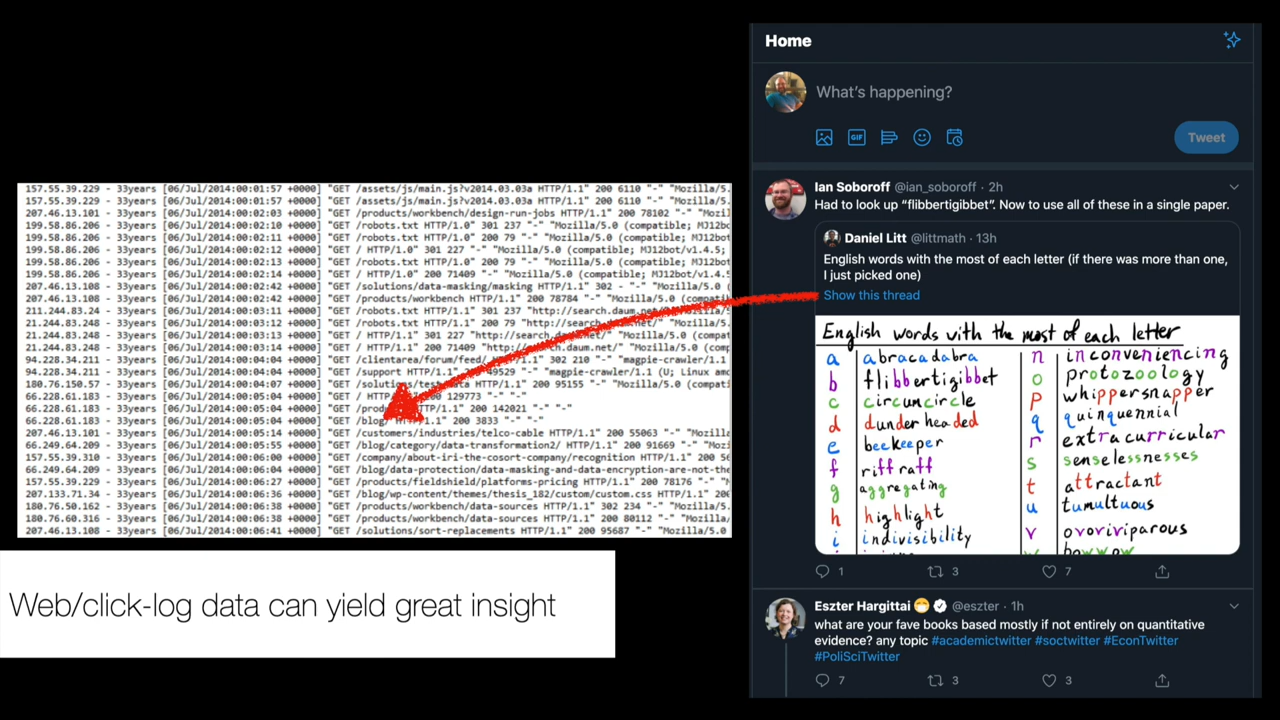 157.55.39.229 - 33years [06/Jul/2014:00:01:57 +0000] "GET /assets/js/main.js?v2014.03.03a HTTP/1.1" 200 6110 "-" "Mozilla/5.
157.55.39.229 - 33years [06/Jul/2014:00:01:57 +0000] "GET /assets/js/main.js?v2014.03.03a HTTP/1.1" 200 6110 "-" "Mozilla/5.
207.46.13.101 - 33years [06/Jul/2014:00:02:03 +0000] "GET /products/workbench/design-run-jobs HTTP/1.1" 200 78102 "-" "Mozil
199.58.86.206 - 33years [06/Jul/2014:00:02:10 +0000] "GET /robots.txt HTTP/1.0" 301 237 "-" "Mozilla/5.0 (compatible; MJ12bo
199.58.86.206 - 33years [06/Jul/2014:00:02:11 +0000] "GET /robots.txt HTTP/1.0" 200 79 "-" "Mozilla/5.0 (compatible; MJ12bot
199.58.86.206 - 33years [06/Jul/2014:00:02:12 +0000] "GET / HTTP/1.0" 301 227 "-" "Mozilla/5.0 (compatible; MJ12bot/v1.4.5;
199.58.86.206 - 33years [06/Jul/2014:00:02:13 +0000] "GET /robots.txt HTTP/1.0" 200 79 "-" "Mozilla/5.0 (compatible; MJ12bot
199.58.86.206 - 33years [06/Jul/2014:00:02:14 +0000] "GET / HTTP/1.0" 200 71409 "-" "Mozilla/5.0 (compatible; MJ12bot/v1.4.5
207.46.13.108 - 33years [06/Jul/2014:00:02:42 +0000] "GET /solutions/data-masking/masking HTTP/1.1" 302 - "-" "Mozilla/5.0 (
207.46.13.108 - 33years [06/Jul/2014:00:02:42 +0000] "GET /products/workbench HTTP/1.1" 200 78784 "-" "Mozilla/5.0
211.244.83.24 - 33years [06/Jul/2014:00:03:11 +0000] "GET /robots.txt HTTP/1.1" 301 237 "http://search.daum.net/"
21.244.83.248 - 33years [06/Jul/2014:00:03:12 +0000] "GET /robots.txt HTTP/1.1" 200 79 "http://search.daum.net/" "Mozilla
21.244.83.248 - 33years [06/Jul/2014:00:03:13 +0000] "GET / HTTP/1.1" 301 227 "http://search.daum.net/" "Mozilla/5.0
21.244.83.248 - 33years [06/Jul/2014:00:03:14 +0000] "GET / HTTP/1.1" 200 71409 "http://search.daum.net/" "Mozilla/5.0
94.228.34.211 - 33years [06/Jul/2014:00:04:04 +0000] "GET /clientarea/forum/feed/ HTTP/1.1" 302 210 "-" "magpie-crawler/1.1
94.228.34.211 - 33years [06/Jul/2014:00:04:04 +0000] "GET /support HTTP/1.1" 49529 "-" "magpie-crawler/1.1 (U; Linux amd
180.76.150.57 - 33years [06/Jul/2014:00:04:07 +0000] "GET /solutions/ HTTP/1.1" 200 95155 "-" "Mozilla/5.0 (compati
66.228.61.183 - 33years [06/Jul/2014:00:05:04 +0000] "GET / 129773 "-" "-"
66.228.61.183 - 33years [06/Jul/2014:00:05:04 +0000] "GET HTTP/1.1" 200 142021 "-" "-"
66.228.61.183 - 33years [06/Jul/2014:00:05:04 +0000] "GET /blog/ 200 3833 "-" "-"
207.46.13.101 - 33years [06/Jul/2014:00:05:14 +0000] "GET /customers/industries/telco-cable HTTP/1.1" 200 55063 "-" "Mozilla
66.249.64.209 - 33years [06/Jul/2014:00:05:55 +0000] "GET /blog/category/data-transformation2/ HTTP/1.1" 200 91669 "-" "Mozi
157.55.39.310 - 33years [06/Jul/2014:00:06:00 +0000] "GET /company/about-iri-the-cosort-company/recognition HTTP/1.1" 200 56
66.249.64.209 - 33years [06/Jul/2014:00:06:00 +0000] "GET /blog/data-protection/data-masking-and-data-encryption-are-not-the
157.55.39.229 - 33years [06/Jul/2014:00:06:27 +0000] "GET /products/fieldshield/platforms-pricing HTTP/1.1" 200 78176 "-" "M
207.133.71.34 - 33years [06/Jul/2014:00:06:36 +0000] "GET /blog/wp-content/themes/thesis_182/custom/custom.css HTTP/1.1" 200
180.76.50.162 - 33years [06/Jul/2014:00:06:38 +0000] "GET /products/workbench/data-sources HTTP/1.1" 302 234 "-" "Mozilla/5.
180.76.60.316 - 33years [06/Jul/2014:00:06:38 +0000] "GET /products/workbench/data-sources HTTP/1.1" 200 80112 "-" "Mozilla/
207.46.13.108 - 33years [06/Jul/2014:00:06:41 +0000] "GET /solutions/sort-replacements HTTP/1.1" 200 95687 "-" "Mozilla/5.0
Web/click-log data can yield great insight
Home
What's happening?
GIF
Tweet
Ian Soboroff @ian_soboroff · 2h
Had to look up "flibbertigibbet". Now to use all of these in a single paper.
Daniel Litt @littmath · 13h
English words with the most of each letter (if there was more than one,
I just picked one)
Show this thread
English words with the most of each letter
a abracadabra
b flibbertigibbet
c circumcircle
d dunderheaded
e beekeeper
f riffraff
g aggregating
h highlight
i indivisibility
n inconveniencing
o protozoology
p whippersnapper
q quinquennial
r extracurricular
s senselessnesses
t attractant
u tumultuous
v ovoviviparous
w bowwow
1 3 7
Eszter Hargittai @eszter · 1h
what are your fave books based mostly if not entirely on quantitative
evidence? any topic #academictwitter #soctwitter #EconTwitter
#PoliSciTwitter
7 3 3